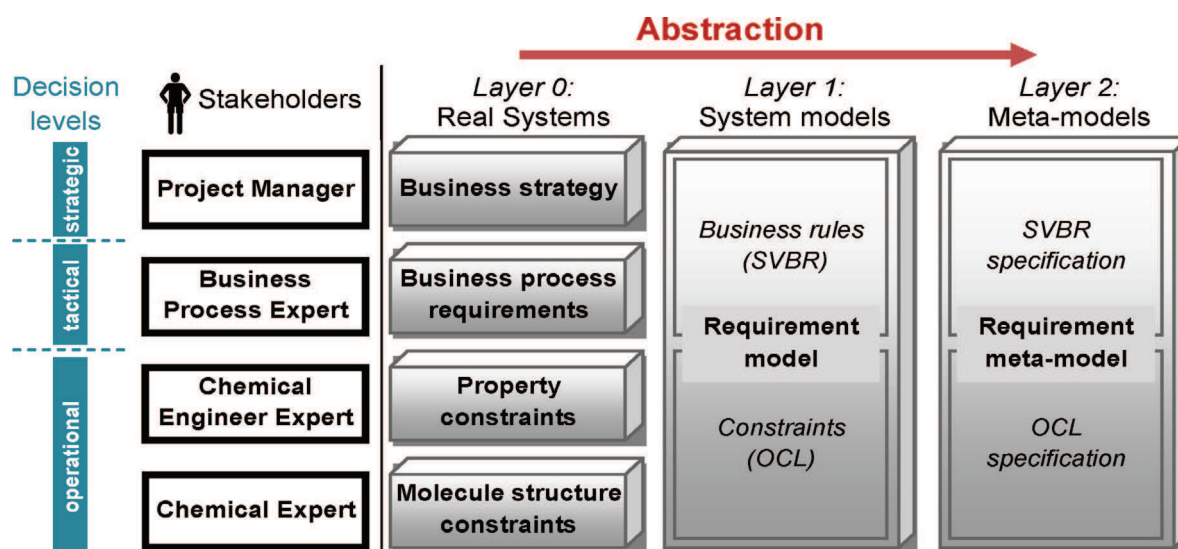 Abstraction
Decision
levels
Stakeholders
Layer 0:
Real Systems
Layer 1:
System models
Layer 2:
Meta-models
strategic
Project Manager
Business strategy
Business rules
(SVBR)
SVBR
specification
tactical
Business
Process Expert
Business process
requirements
Requirement
model
Requirement
meta-model
operational
Chemical
Engineer Expert
Property
constraints
Constraints
(OCL)
OCL
specification
Chemical Expert
Molecule structure
constraints